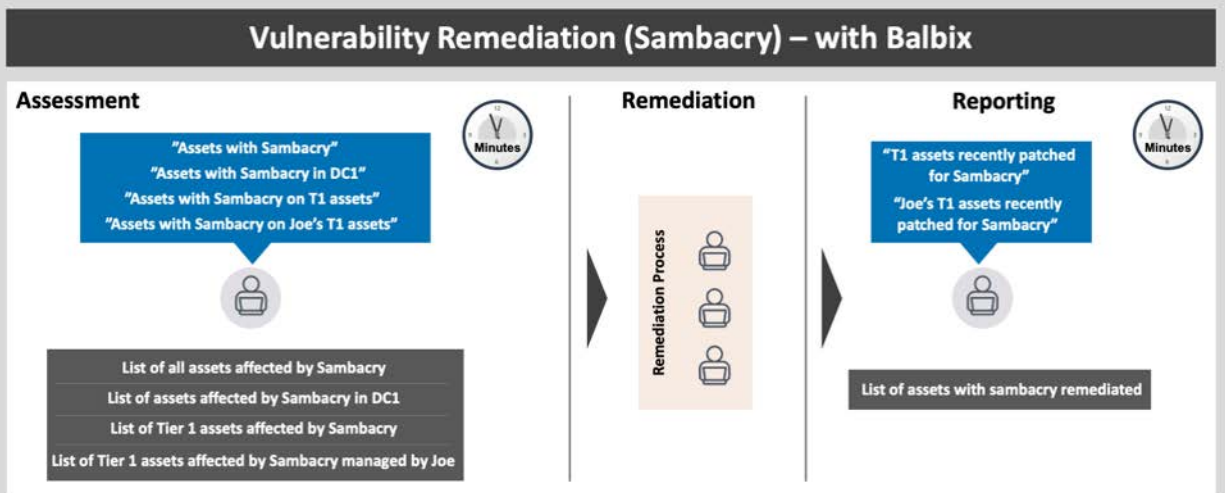 Vulnerability Remediation (Sambacry) – with Balbix
Assessment
12
Minutes
6
"Assets with Sambacry"
"Assets with Sambacry in DC1"
"Assets with Sambacry on T1 assets"
"Assets with Sambacry on Joe's T1 assets"
List of all assets affected by Sambacry
List of assets affected by Sambacry in DC1
List of Tier 1 assets affected by Sambacry
List of Tier 1 assets affected by Sambacry managed by Joe
Remediation
Remediation Process
Reporting
12
Minutes
6
"T1 assets recently patched
for Sambacry"
"Joe's T1 assets recently
patched for Sambacry"
List of assets with sambacry remediated